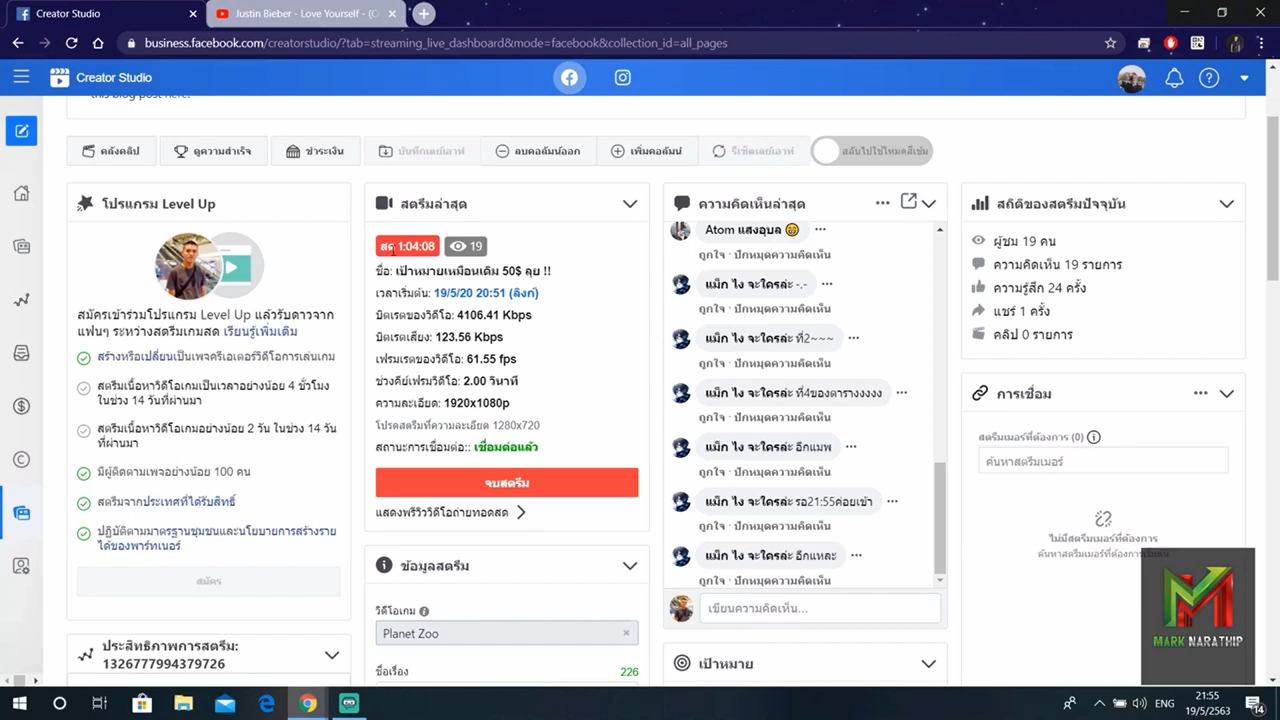 Creator Studio
Justin Bieber - Love Yourself - (C
business.facebook.com/creatorstudio/?tab=streaming_live_dashboard&mode=facebook&collection_id=all_pages
Creator Studio
this blog post here.
คลังคลิป
ดูความสำเร็จ
ชำระเงิน
บันทึกเลย์เอาท์
ลบคอลัมน์ออก
เพิ่มคอลัมน์
รีเซ็ตเลย์เอาท์
สลับไปใช้โหมดสีเข้ม
โปรแกรม Level Up
สมัครเข้าร่วมโปรแกรม Level Up แล้วรับดาวจาก
แฟนๆ ระหว่างสตรีมเกมสด เรียนรู้เพิ่มเติม
สร้างหรือเปลี่ยนเป็นเพจครีเอเตอร์วิดีโอการเล่นเกม
สตรีมเนื้อหาวิดีโอเกมเป็นเวลาอย่างน้อย 4 ชั่วโมง
ในช่วง 14 วันที่ผ่านมา
สตรีมเนื้อหาวิดีโอเกมอย่างน้อย 2 วัน ในช่วง 14 วัน
ที่ผ่านมา
มีผู้ติดตามเพจอย่างน้อย 100 คน
สตรีมจากประเทศที่ได้รับสิทธิ์
ปฏิบัติตามมาตรฐานชุมชนและนโยบายการสร้างราย
ได้ของพาร์ทเนอร์
สมัคร
ประสิทธิภาพการสตรีม:
1326777994379726
สตรีมล่าสุด
สด 1:04:08
19
ชื่อ: เป้าหมายเหมือนเดิม 50$ ลุย !!
เวลาเริ่มต้น: 19/5/20 20:51 (ลิงก์)
บิตเรตของวิดีโอ: 4106.41 Kbps
บิตเรตเสียง: 123.56 Kbps
เฟรมเรตของวิดีโอ: 61.55 fps
ช่วงคีย์เฟรมวิดีโอ: 2.00 วินาที
ความละเอียด: 1920x1080p
โปรดสตรีมที่ความละเอียด 1280x720
สถานะการเชื่อมต่อ:: เชื่อมต่อแล้ว
จบสตรีม
แสดงพรีวิววิดีโอถ่ายทอดสด
ข้อมูลสตรีม
วิดีโอเกม
Planet Zoo
ชื่อเรื่อง
226
ความคิดเห็นล่าสุด
Atom แสงอุบล 😁
ถูกใจ · ปักหมุดความคิดเห็น
แม็ก ไง จะใครล่ะ -.-
ถูกใจ · ปักหมุดความคิดเห็น
แม็ก ไง จะใครล่ะ ที่2~~~
ถูกใจ · ปักหมุดความคิดเห็น
แม็ก ไง จะใครล่ะ ที่4ของตารางงงงง
ถูกใจ · ปักหมุดความคิดเห็น
แม็ก ไง จะใครล่ะ อีกแมพ
ถูกใจ · ปักหมุดความคิดเห็น
แม็ก ไง จะใครล่ะ รอ21:55ค่อยเข้า
ถูกใจ · ปักหมุดความคิดเห็น
แม็ก ไง จะใครล่ะ อีกแหละ
ถูกใจ · ปักหมุดความคิดเห็น
เขียนความคิดเห็น...
เป้าหมาย
สถิติของสตรีมปัจจุบัน
ผู้ชม 19 คน
ความคิดเห็น 19 รายการ
ความรู้สึก 24 ครั้ง
แชร์ 1 ครั้ง
คลิป 0 รายการ
การเชื่อม
สตรีมเมอร์ที่ต้องการ (0)
ค้นหาสตรีมเมอร์
ไม่มีสตรีมเมอร์ที่ต้องการ
ค้นหาสตรีมเมอร์ที่ต้องการเริ่มต้น
MARK NARATHIP
ENG
21:55
19/5/2563
14